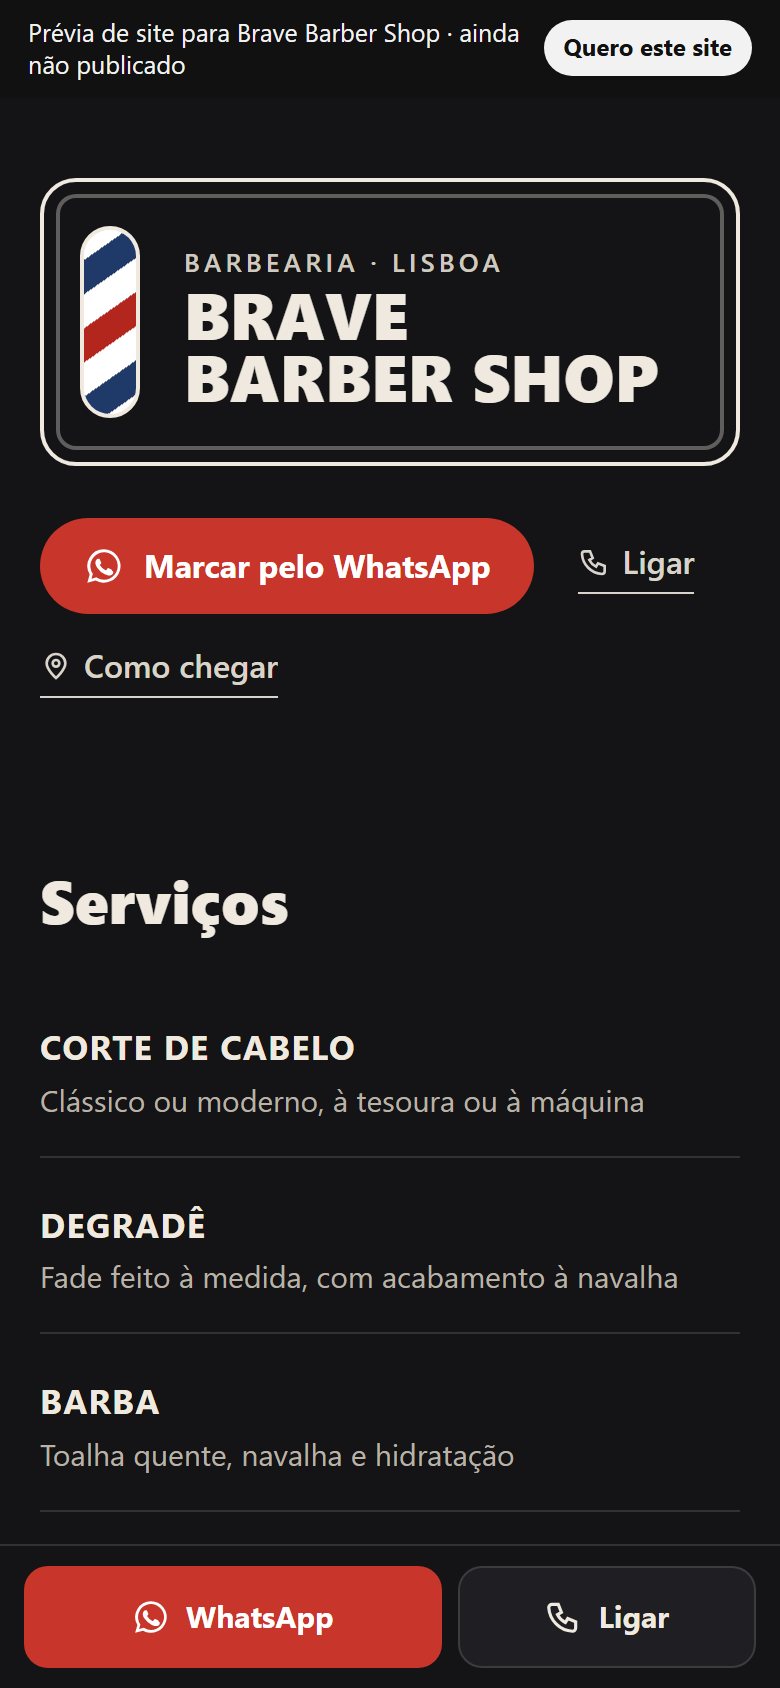 Prévia de site para Brave Barber Shop · ainda
não publicado
Quero este site
BARBEARIA · LISBOA
BRAVE
BARBER SHOP
Marcar pelo WhatsApp
Ligar
Como chegar
Serviços
CORTE DE CABELO
Clássico ou moderno, à tesoura ou à máquina
DEGRADÊ
Fade feito à medida, com acabamento à navalha
BARBA
Toalha quente, navalha e hidratação
WhatsApp
Ligar